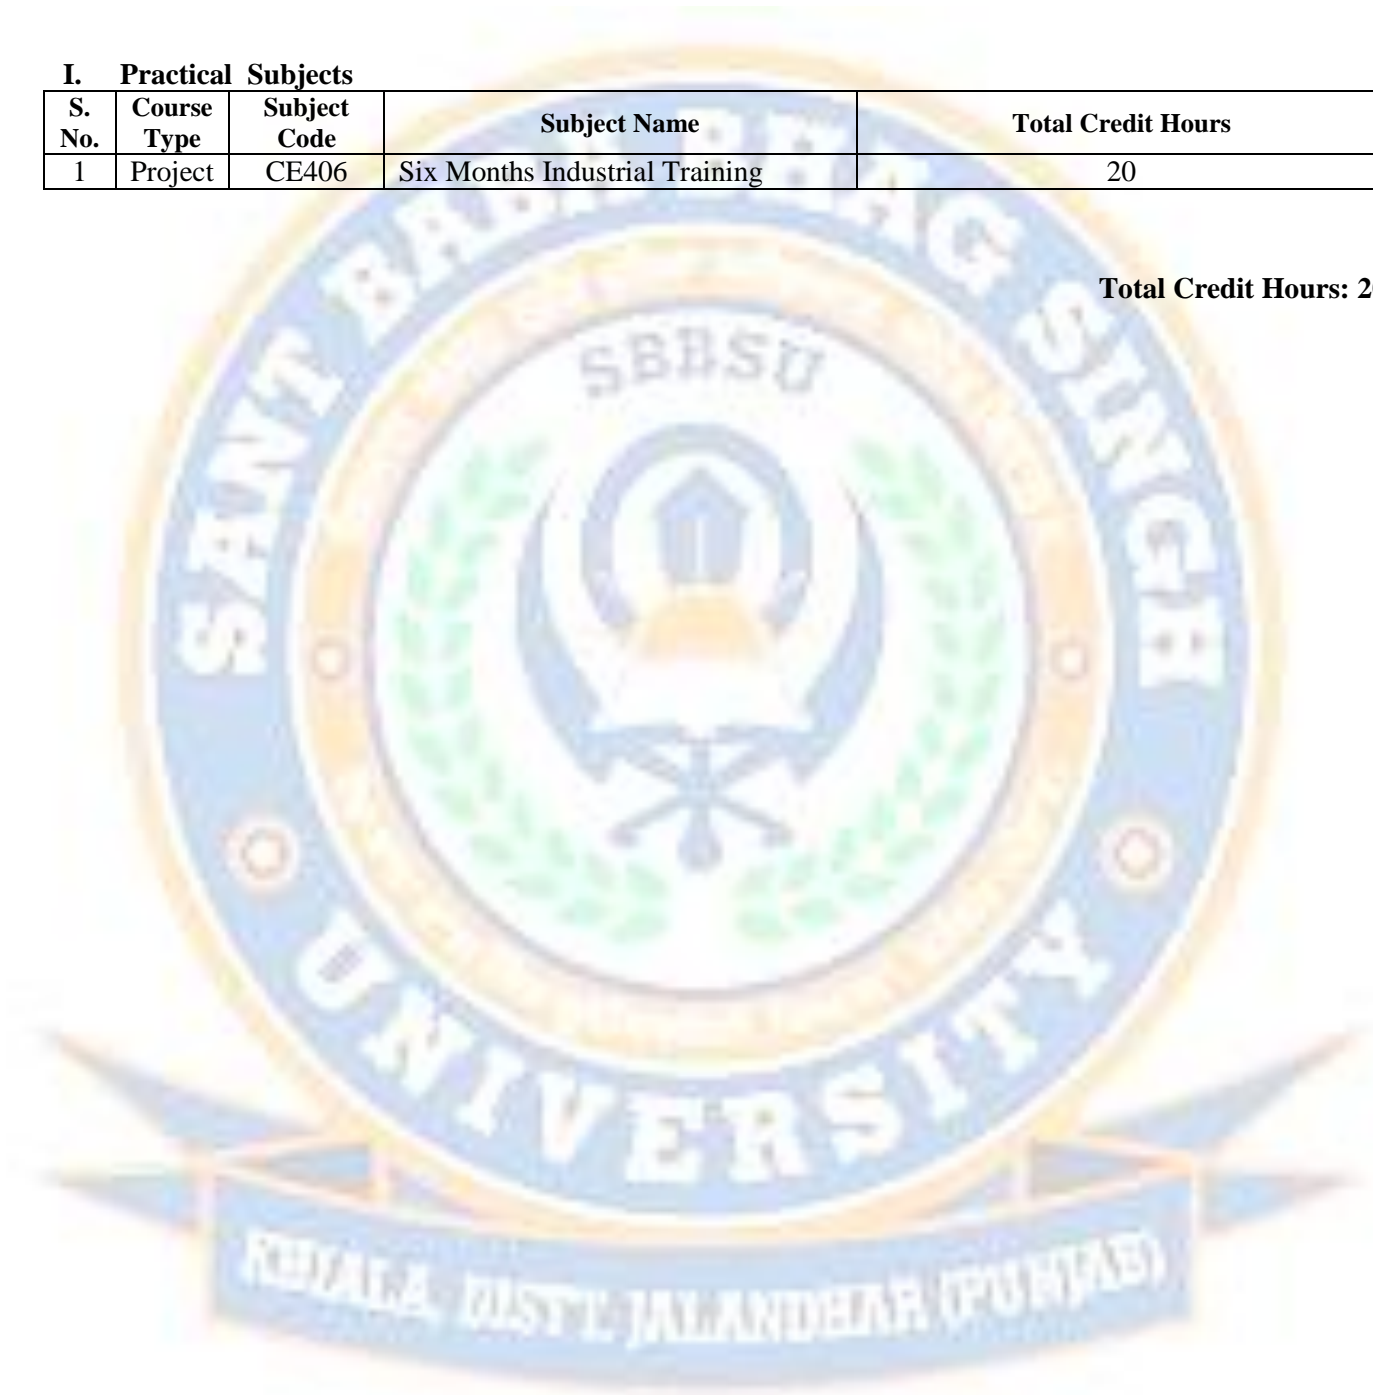 I. Practical Subjects
S. No. Course Type Subject Code Subject Name Total Credit Hours
1 Project CE406 Six Months Industrial Training 20
Total Credit Hours: 2
SANT BABA BHAG SINGH
SBBSU
UNIVERSITY
KHIALA, DISTT. JALANDHAR (PUNJAB)